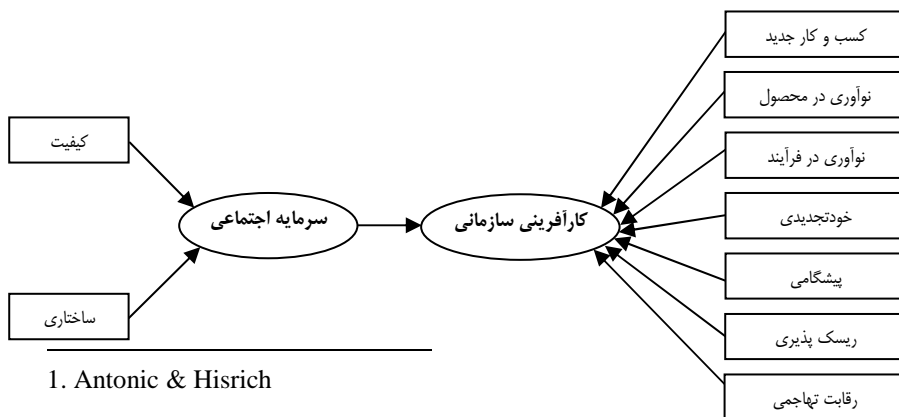 کسب و کار جدید
نوآوری در محصول
نوآوری در فرآیند
خودتجدیدی
پیشگامی
ریسک پذیری
رقابت تهاجمی
کارآفرینی سازمانی
سرمایه اجتماعی
کیفیت
ساختاری
1. Antonic & Hisrich